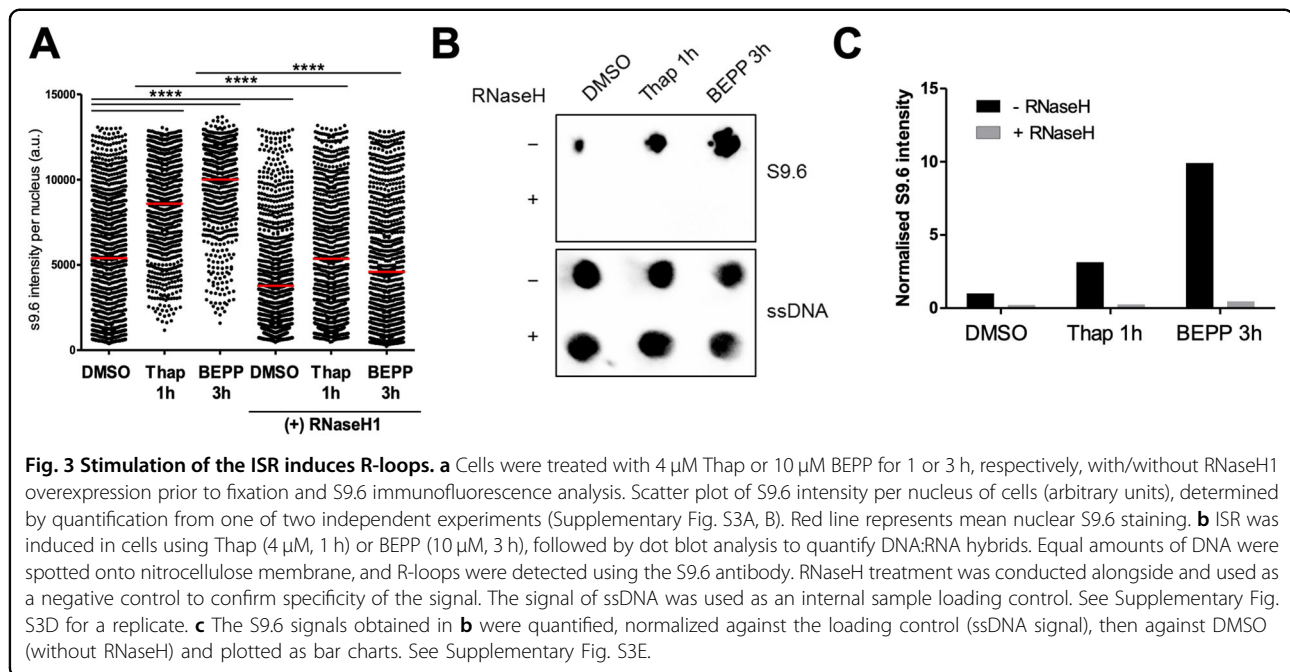 A
****
****
****
s9.6 intensity per nucleus (a.u.)
15000
10000
5000
0
DMSO Thap 1h BEPP 3h DMSO Thap 1h BEPP 3h
(+) RNaseH1
B
RNaseH DMSO Thap 1h BEPP 3h
–
+
S9.6
–
+
ssDNA
C
Normalised S9.6 intensity
15
10
5
0
- RNaseH
+ RNaseH
DMSO Thap 1h BEPP 3h
Fig. 3 Stimulation of the ISR induces R-loops. a Cells were treated with 4 μM Thap or 10 μM BEPP for 1 or 3 h, respectively, with/without RNaseH1
overexpression prior to fixation and S9.6 immunofluorescence analysis. Scatter plot of S9.6 intensity per nucleus of cells (arbitrary units), determined
by quantification from one of two independent experiments (Supplementary Fig. S3A, B). Red line represents mean nuclear S9.6 staining. b ISR was
induced in cells using Thap (4 μM, 1 h) or BEPP (10 μM, 3 h), followed by dot blot analysis to quantify DNA:RNA hybrids. Equal amounts of DNA were
spotted onto nitrocellulose membrane, and R-loops were detected using the S9.6 antibody. RNaseH treatment was conducted alongside and used as
a negative control to confirm specificity of the signal. The signal of ssDNA was used as an internal sample loading control. See Supplementary Fig.
S3D for a replicate. c The S9.6 signals obtained in b were quantified, normalized against the loading control (ssDNA signal), then against DMSO
(without RNaseH) and plotted as bar charts. See Supplementary Fig. S3E.